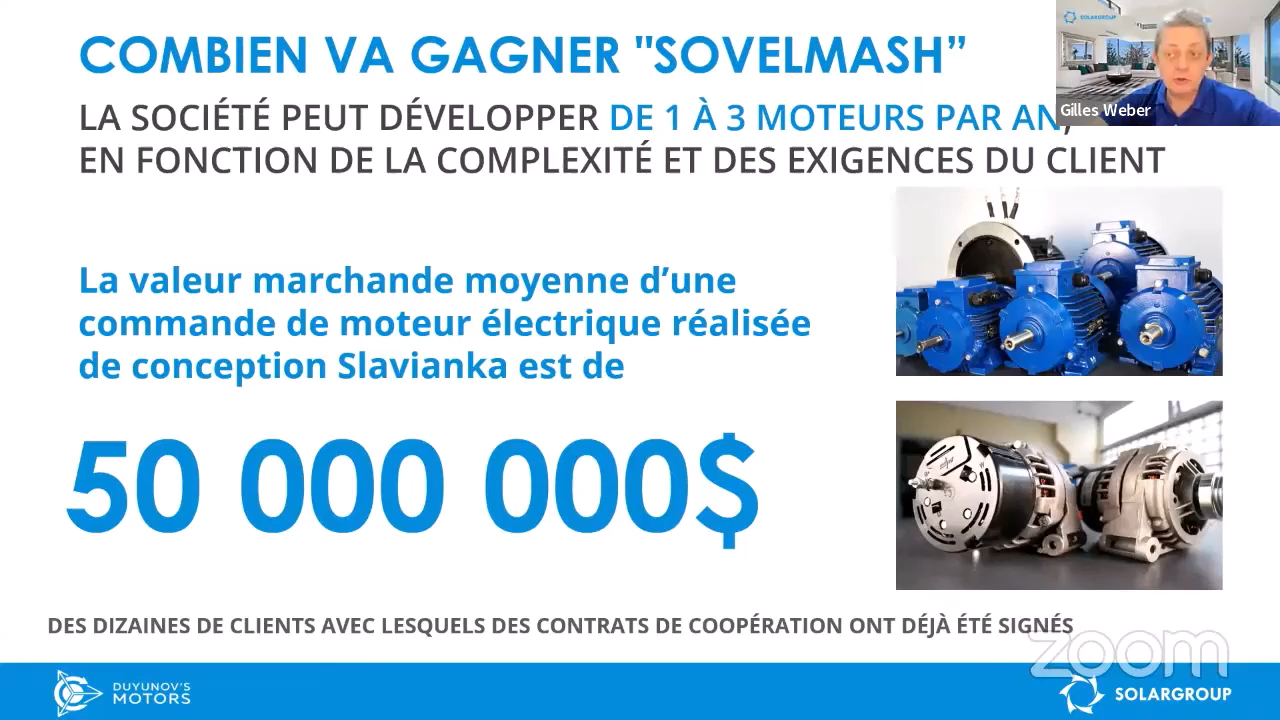 COMBIEN VA GAGNER "SOVELMASH”
SOLARGROUP
Gilles Weber
LA SOCIÉTÉ PEUT DÉVELOPPER DE 1 À 3 MOTEURS PAR AN,
EN FONCTION DE LA COMPLEXITÉ ET DES EXIGENCES DU CLIENT
La valeur marchande moyenne d’une
commande de moteur électrique réalisée
de conception Slavianka est de
50 000 000$
DES DIZAINES DE CLIENTS AVEC LESQUELS DES CONTRATS DE COOPÉRATION ONT DÉJÀ ÉTÉ SIGNÉS
zoom
DUYUNOV'S
MOTORS
SOLARGROUP